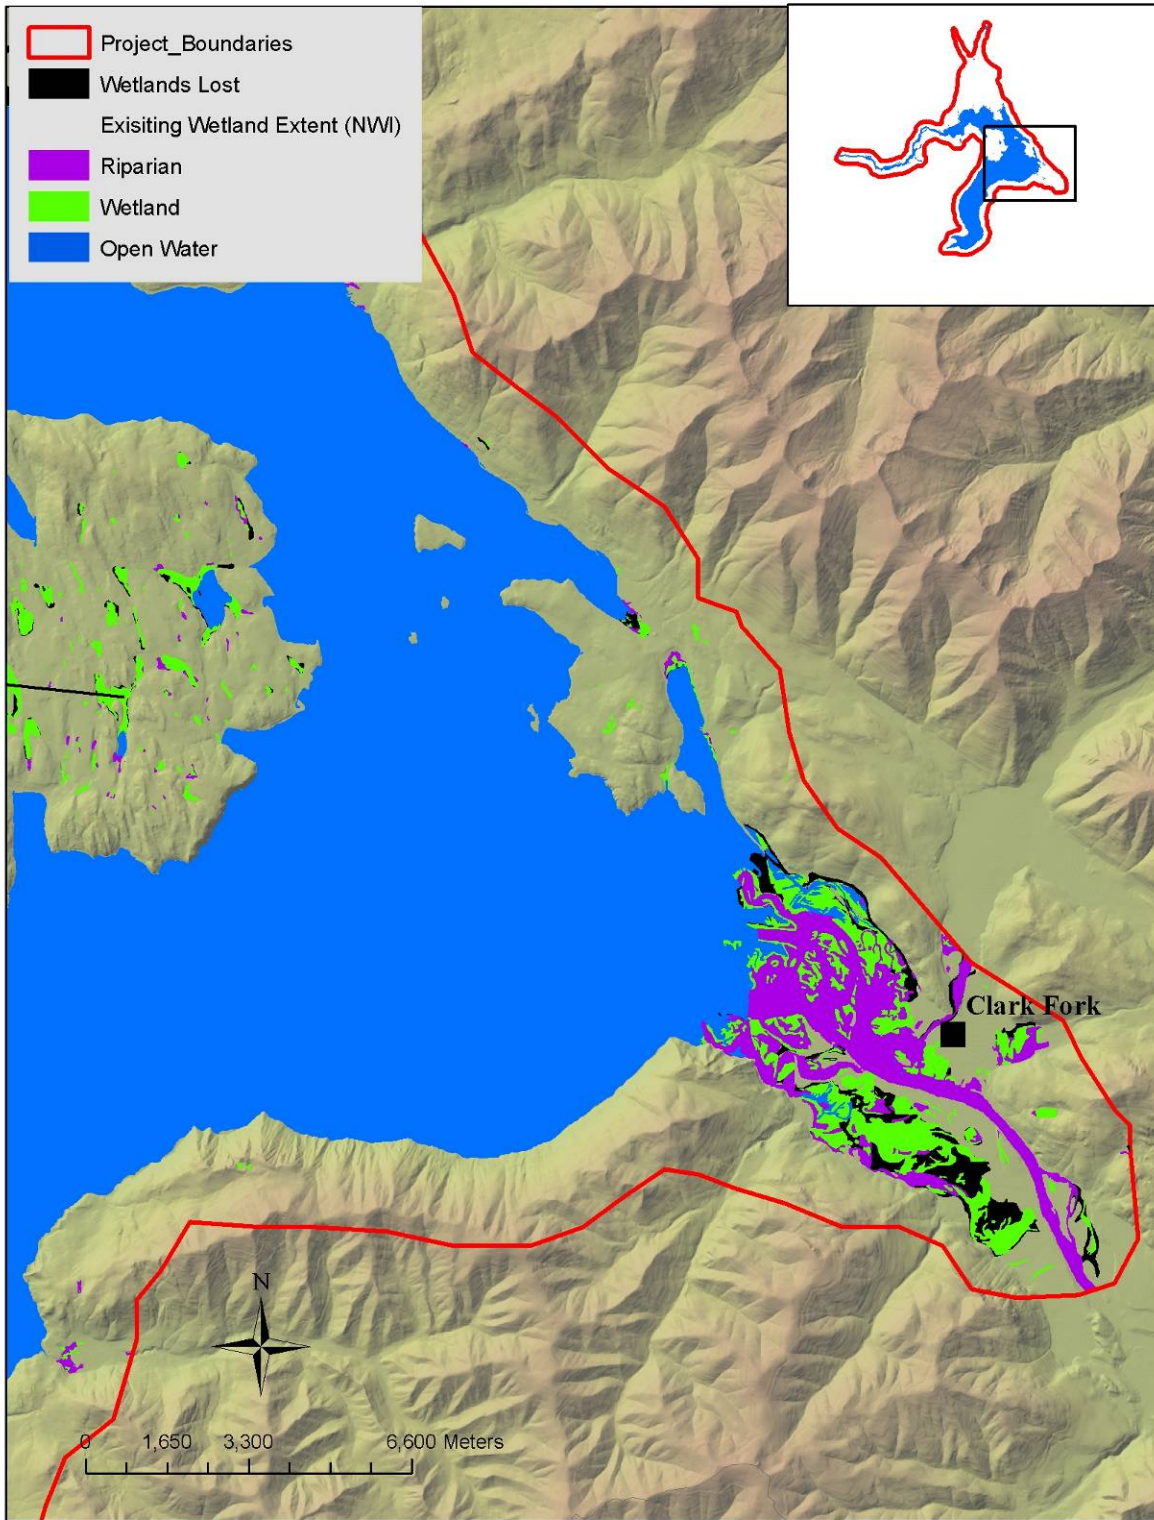 Project_Boundaries
Wetlands Lost
Exisiting Wetland Extent (NWI)
Riparian
Wetland
Open Water
Clark Fork
N
0 1,650 3,300 6,600 Meters